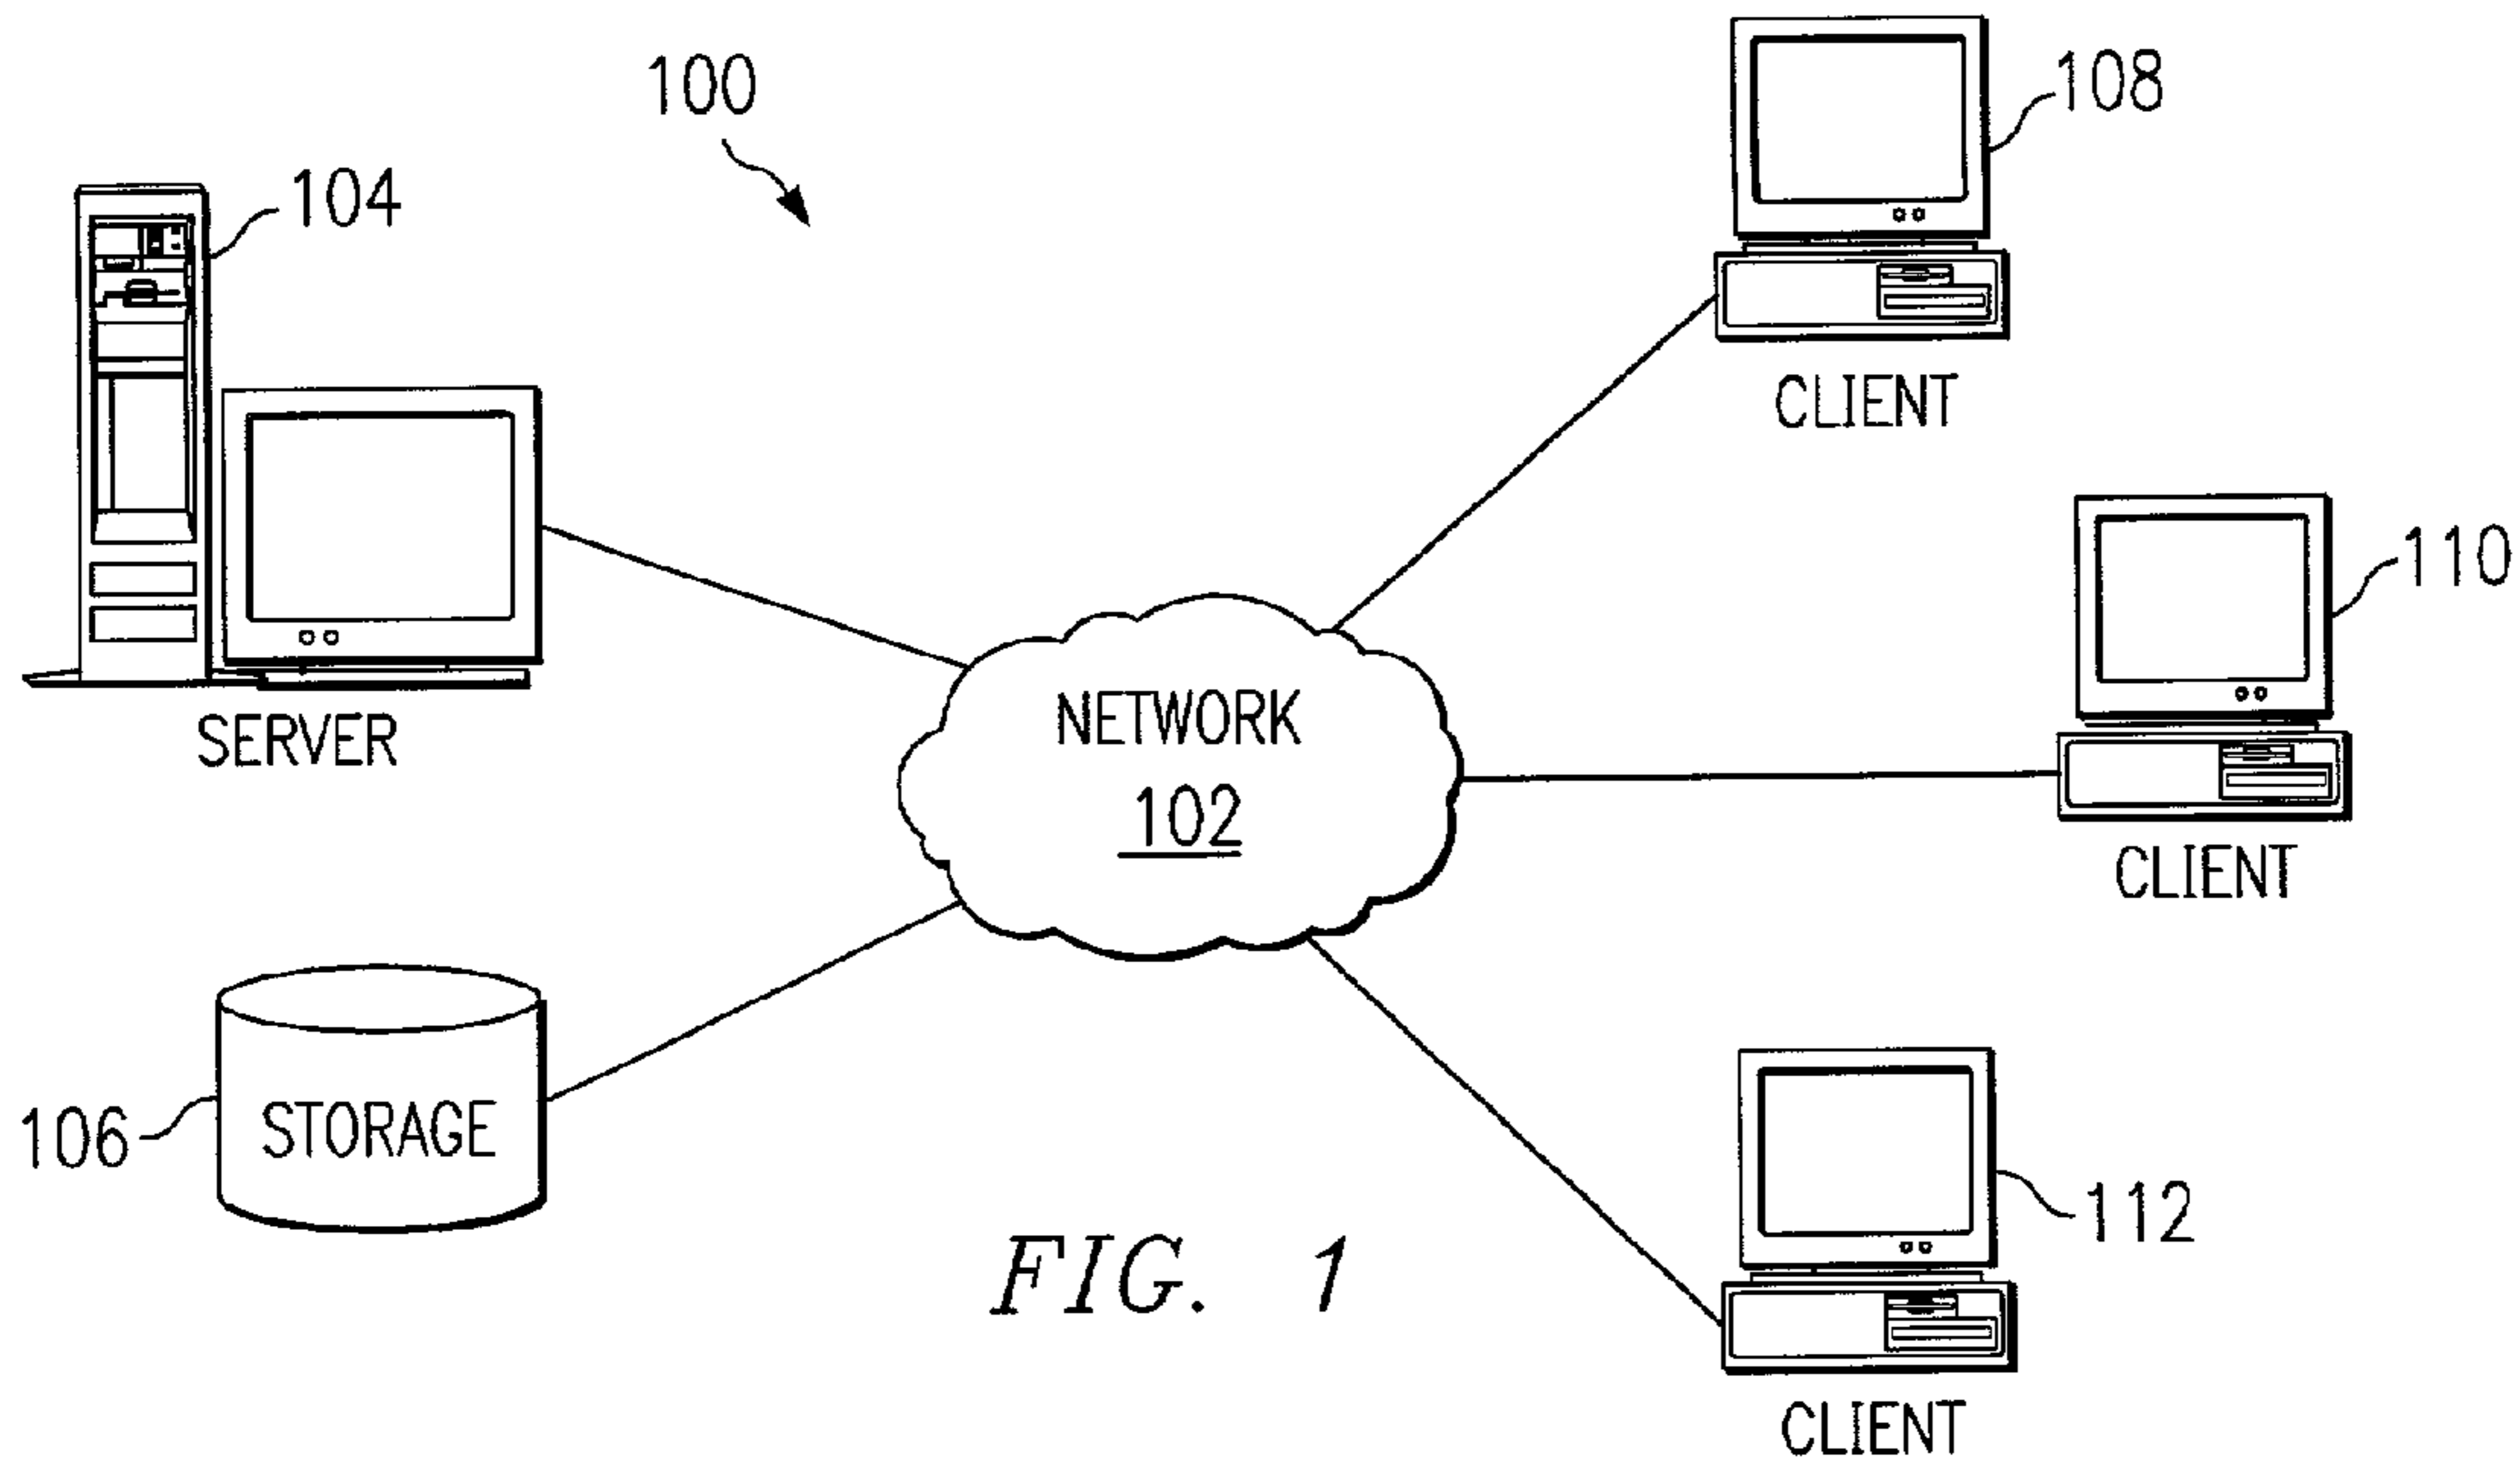 100
108
104
CLIENT
110
SERVER
NETWORK
102
CLIENT
106
STORAGE
112
FIG. 1
CLIENT